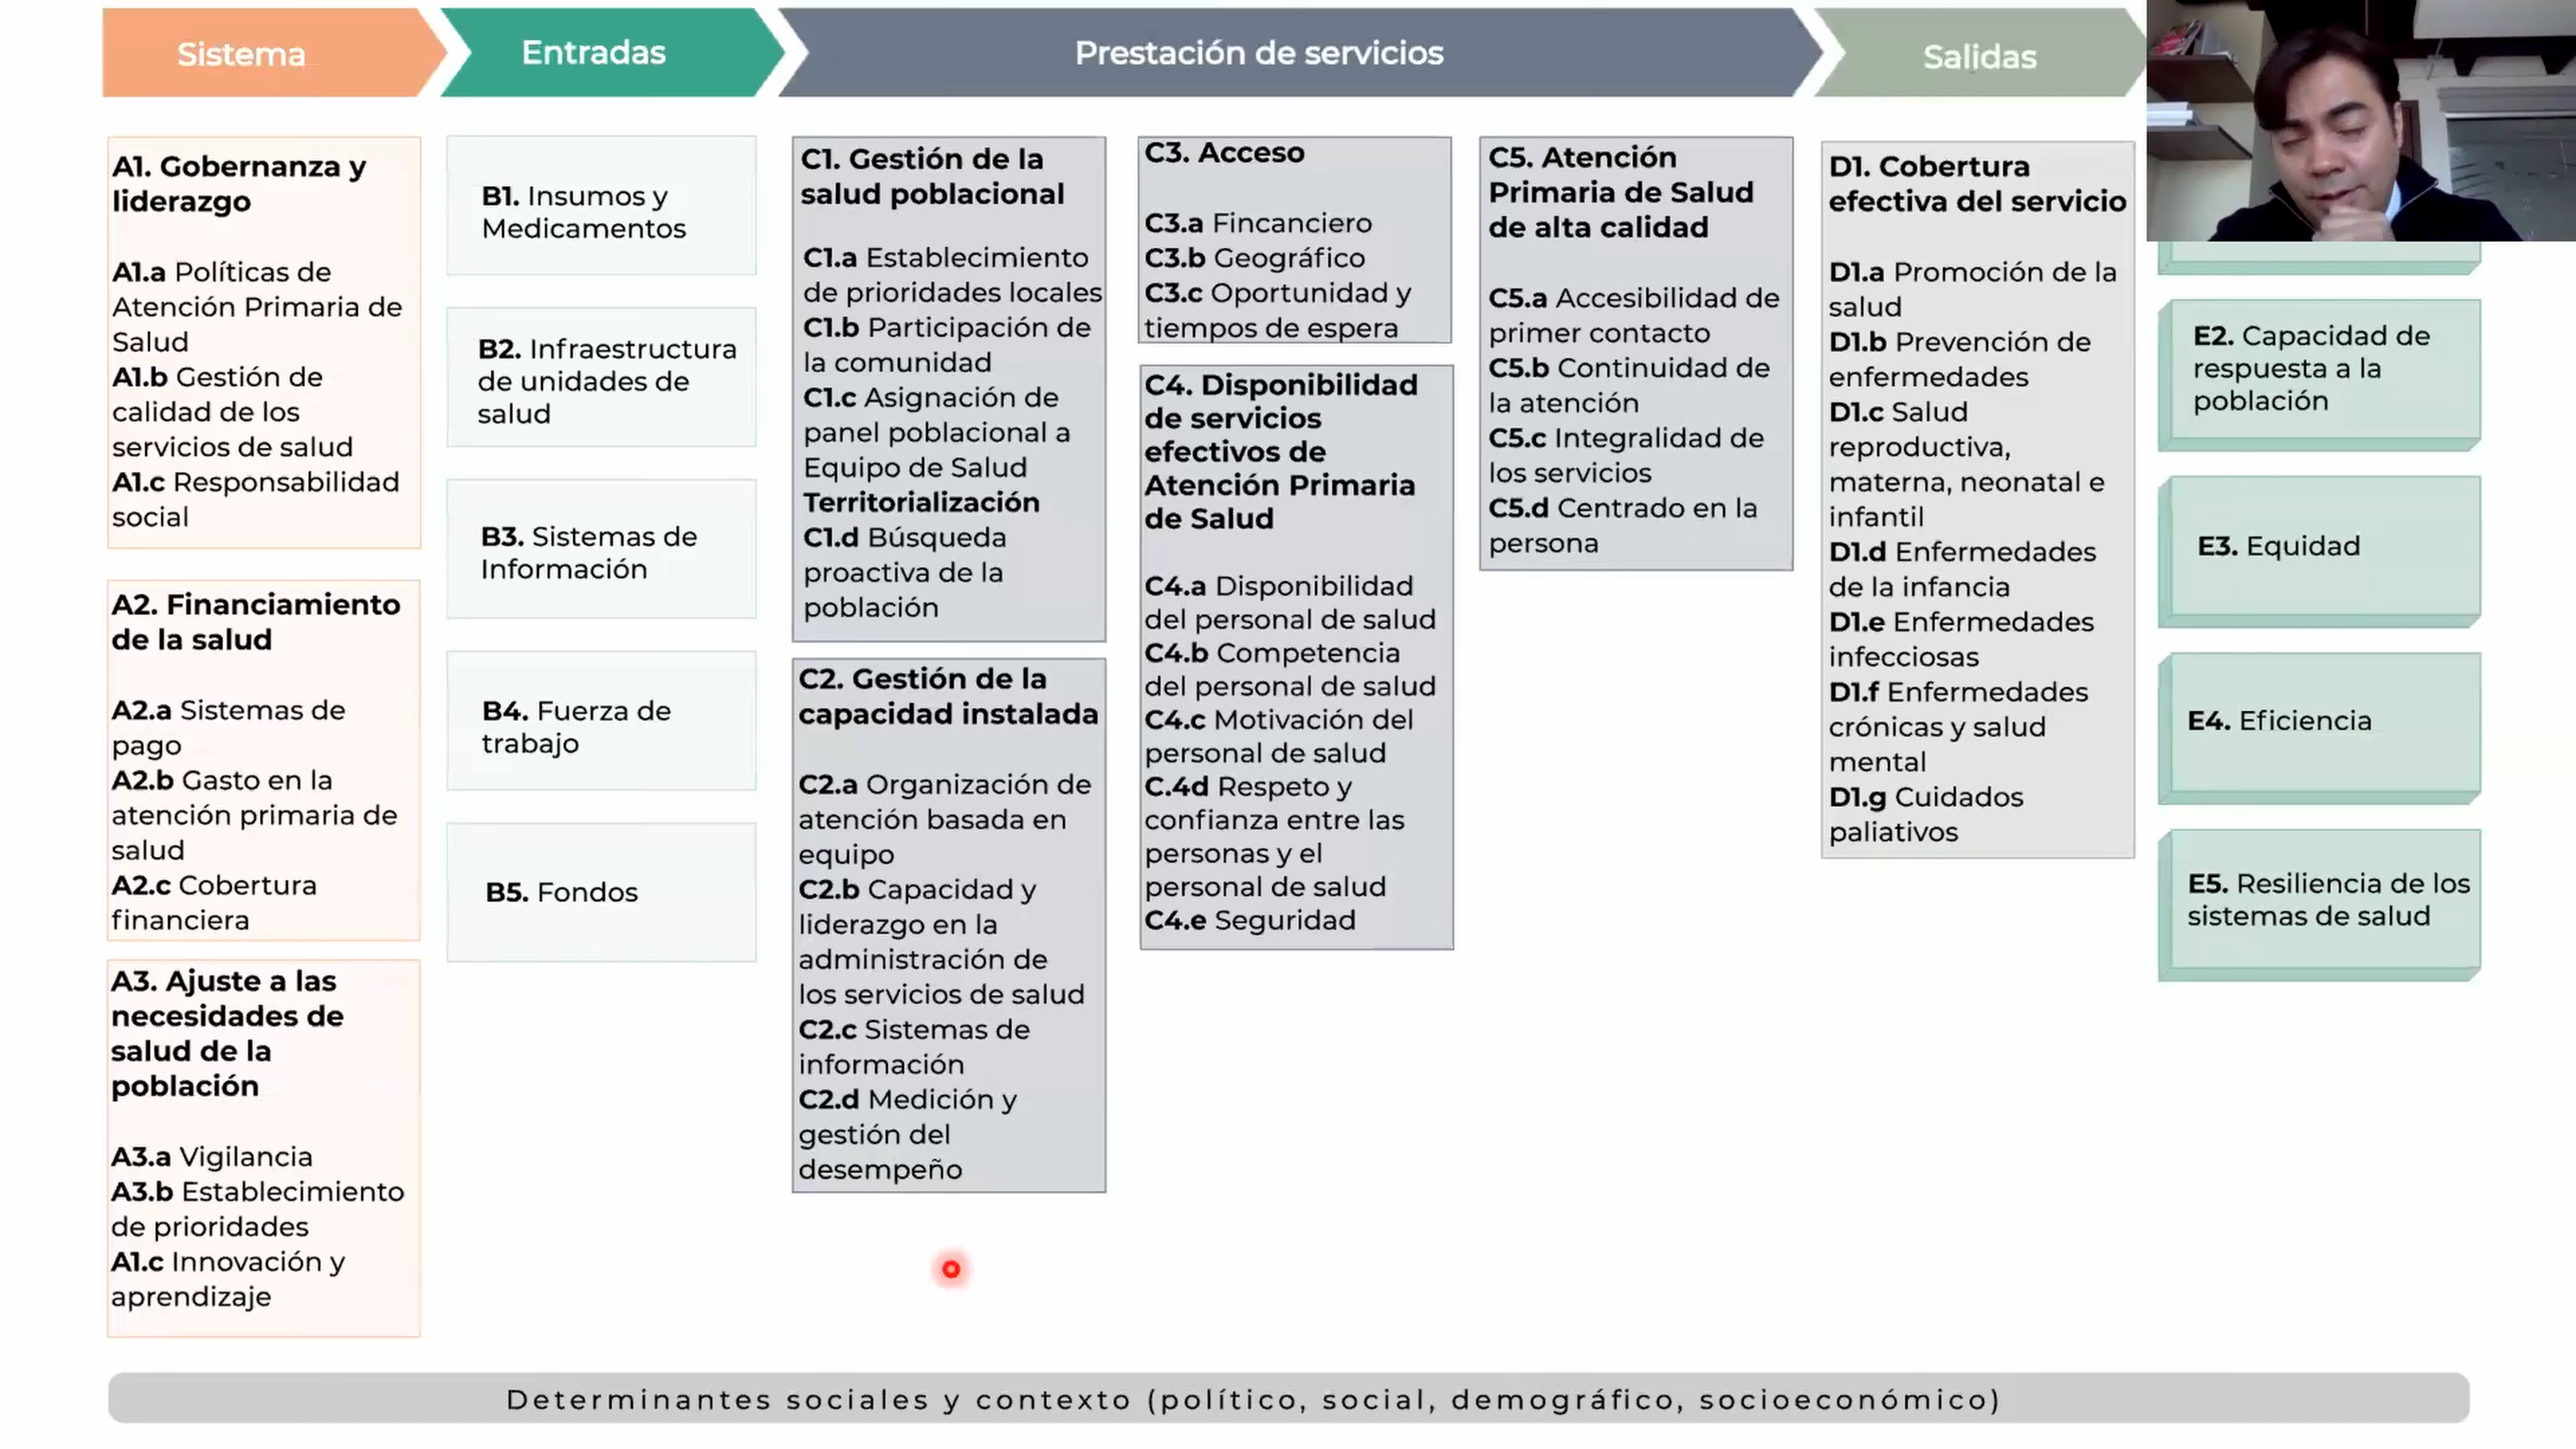 Sistema
Entradas
Prestación de servicios
Salidas
A1. Gobernanza y
liderazgo
A1.a Políticas de
Atención Primaria de
Salud
A1.b Gestión de
calidad de los
servicios de salud
A1.c Responsabilidad
social
A2. Financiamiento
de la salud
A2.a Sistemas de
pago
A2.b Gasto en la
atención primaria de
salud
A2.c Cobertura
financiera
A3. Ajuste a las
necesidades de
salud de la
población
A3.a Vigilancia
A3.b Establecimiento
de prioridades
A1.c Innovación y
aprendizaje
B1. Insumos y
Medicamentos
B2. Infraestructura
de unidades de
salud
B3. Sistemas de
Información
B4. Fuerza de
trabajo
B5. Fondos
C1. Gestión de la
salud poblacional
C1.a Establecimiento
de prioridades locales
C1.b Participación de
la comunidad
C1.c Asignación de
panel poblacional a
Equipo de Salud
Territorialización
C1.d Búsqueda
proactiva de la
población
C2. Gestión de la
capacidad instalada
C2.a Organización de
atención basada en
equipo
C2.b Capacidad y
liderazgo en la
administración de
los servicios de salud
C2.c Sistemas de
información
C2.d Medición y
gestión del
desempeño
C3. Acceso
C3.a Fincanciero
C3.b Geográfico
C3.c Oportunidad y
tiempos de espera
C4. Disponibilidad
de servicios
efectivos de
Atención Primaria
de Salud
C4.a Disponibilidad
del personal de salud
C4.b Competencia
del personal de salud
C4.c Motivación del
personal de salud
C.4d Respeto y
confianza entre las
personas y el
personal de salud
C4.e Seguridad
C5. Atención
Primaria de Salud
de alta calidad
C5.a Accesibilidad de
primer contacto
C5.b Continuidad de
la atención
C5.c Integralidad de
los servicios
C5.d Centrado en la
persona
D1. Cobertura
efectiva del servicio
D1.a Promoción de la
salud
D1.b Prevención de
enfermedades
D1.c Salud
reproductiva,
materna, neonatal e
infantil
D1.d Enfermedades
de la infancia
D1.e Enfermedades
infecciosas
D1.f Enfermedades
crónicas y salud
mental
D1.g Cuidados
paliativos
E2. Capacidad de
respuesta a la
población
E3. Equidad
E4. Eficiencia
E5. Resiliencia de los
sistemas de salud
Determinantes sociales y contexto (político, social, demográfico, socioeconómico)